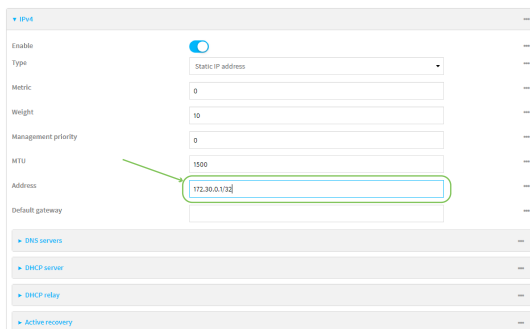 ▾ IPv4
Enable
Type Static IP address
Metric 0
Weight 10
Management priority 0
MTU 1500
Address 172.30.0.1/32
Default gateway
▸ DNS servers
▸ DHCP server
▸ DHCP relay
▸ Active recovery